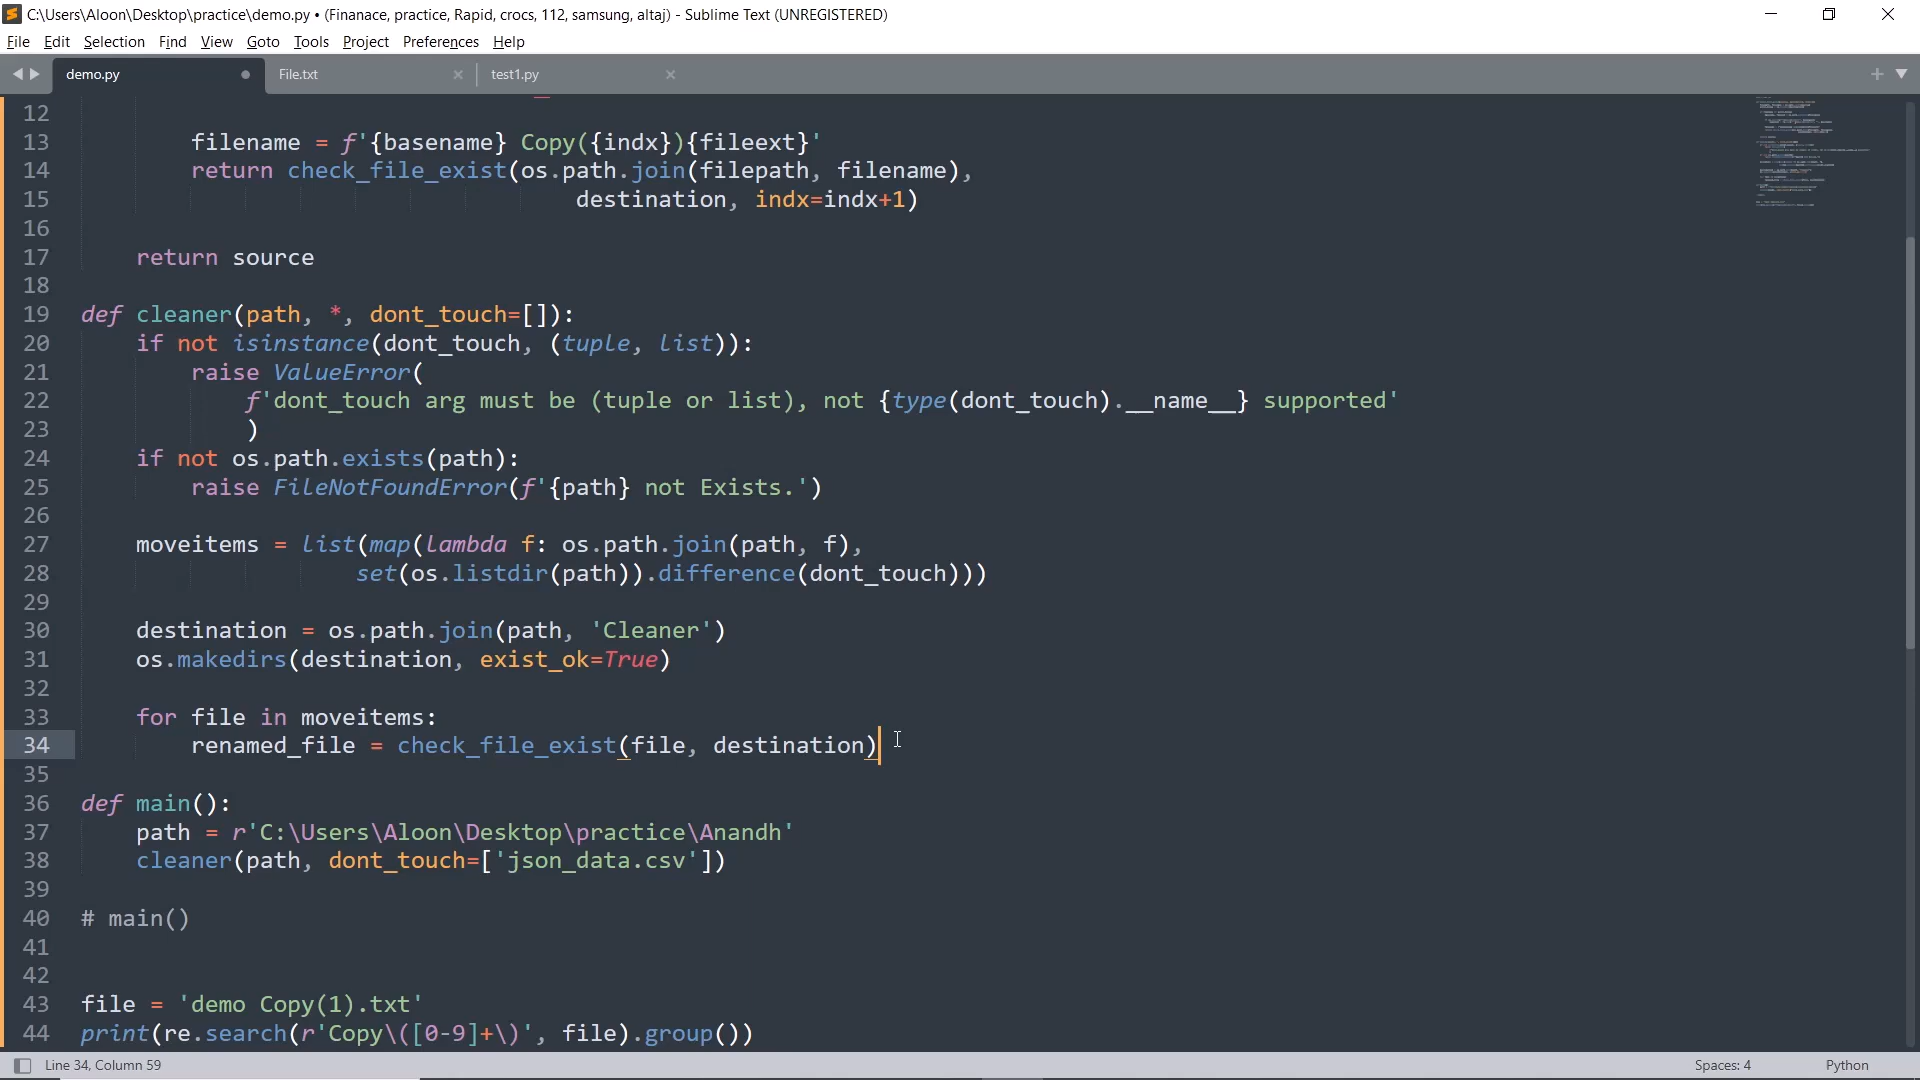 C:\Users\Aloon\Desktop\practice\demo.py • (Finanace, practice, Rapid, crocs, 112, samsung, altaj) - Sublime Text (UNREGISTERED)
File Edit Selection Find View Goto Tools Project Preferences Help
demo.py File.txt test1.py
12
13 filename = f'{basename} Copy({indx}){fileext}'
14 return check_file_exist(os.path.join(filepath, filename),
15 destination, indx=indx+1)
16
17 return source
18
19 def cleaner(path, *, dont_touch=[]):
20 if not isinstance(dont_touch, (tuple, list)):
21 raise ValueError(
22 f'dont_touch arg must be (tuple or list), not {type(dont_touch).__name__} supported'
23 )
24 if not os.path.exists(path):
25 raise FileNotFoundError(f'{path} not Exists.')
26
27 moveitems = list(map(lambda f: os.path.join(path, f),
28 set(os.listdir(path)).difference(dont_touch)))
29
30 destination = os.path.join(path, 'Cleaner')
31 os.makedirs(destination, exist_ok=True)
32
33 for file in moveitems:
34 renamed_file = check_file_exist(file, destination)
35
36 def main():
37 path = r'C:\Users\Aloon\Desktop\practice\Anandh'
38 cleaner(path, dont_touch=['json_data.csv'])
39
40 # main()
41
42
43 file = 'demo Copy(1).txt'
44 print(re.search(r'Copy\([0-9]+\)', file).group())
Line 34, Column 59 Spaces: 4 Python